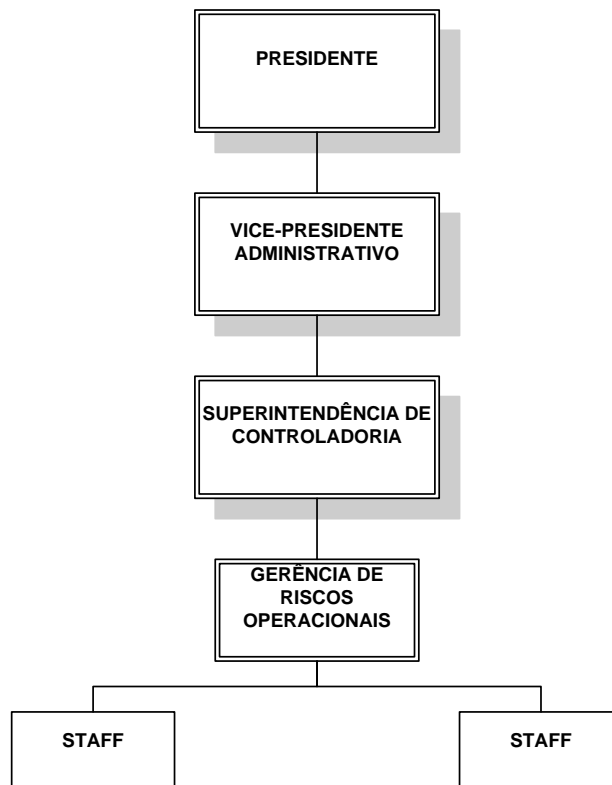 PRESIDENTE
VICE-PRESIDENTE
ADMINISTRATIVO
SUPERINTENDÊNCIA DE
CONTROLADORIA
GERÊNCIA DE
RISCOS
OPERACIONAIS
STAFF
STAFF